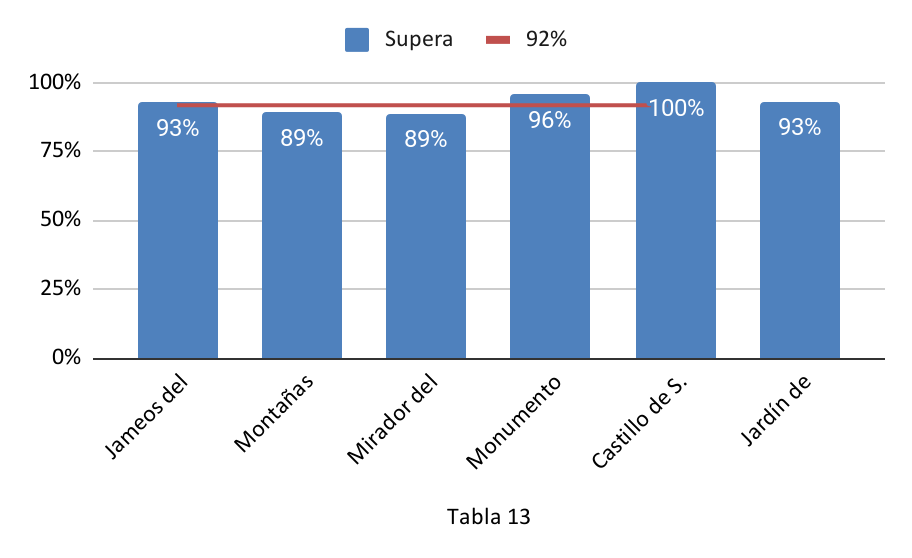 Supera 92%
100%
75%
50%
25%
0%
93%
89%
89%
96%
100%
93%
Jameos del
Montañas
Mirador del
Monumento
Castillo de S.
Jardín de
Tabla 13